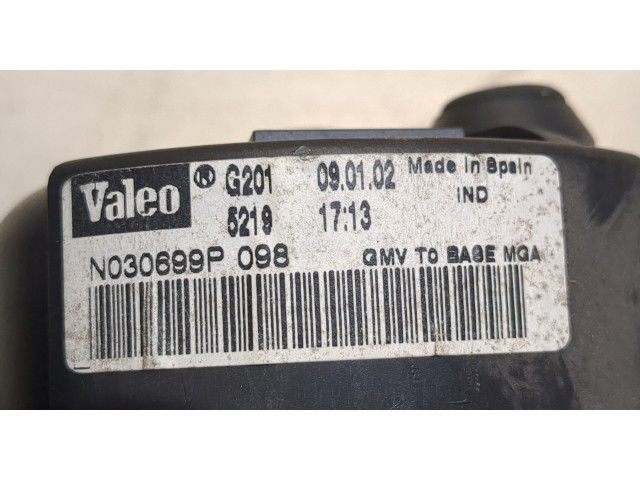 Valeo ® G201 09.01.02 Made in Spain
5219 17:13 IND
N030699P 098 GMV To BASE MGA